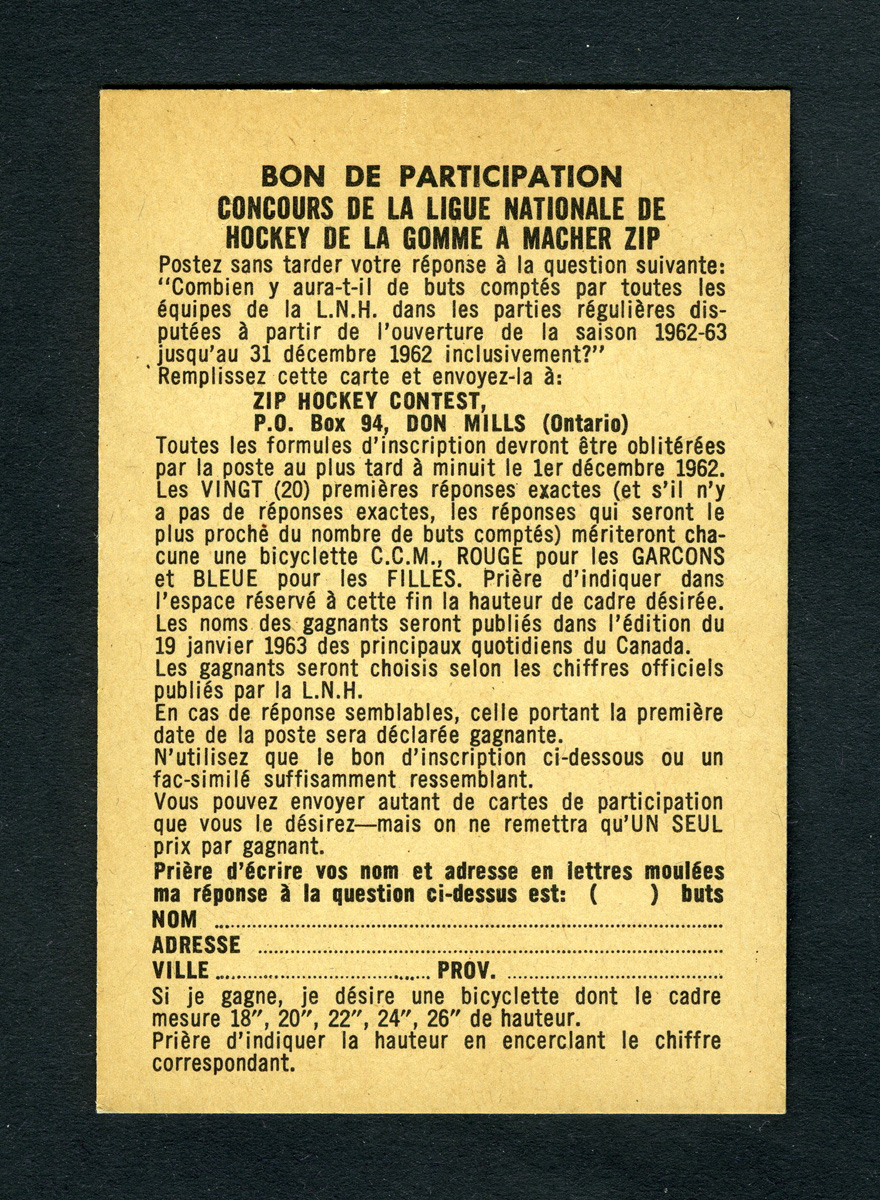 BON DE PARTICIPATION
CONCOURS DE LA LIGUE NATIONALE DE
HOCKEY DE LA GOMME A MACHER ZIP
Postez sans tarder votre réponse à la question suivante:
"Combien y aura-t-il de buts comptés par toutes les
équipes de la L.N.H. dans les parties régulières dis-
putées à partir de l'ouverture de la saison 1962-63
jusqu'au 31 décembre 1962 inclusivement?"
Remplissez cette carte et envoyez-la à:
ZIP HOCKEY CONTEST,
P.O. Box 94, DON MILLS (Ontario)
Toutes les formules d'inscription devront être oblitérées
par la poste au plus tard à minuit le 1er décembre 1962.
Les VINGT (20) premières réponses exactes (et s'il n'y
a pas de réponses exactes, les réponses qui seront le
plus proche du nombre de buts comptés) mériteront cha-
cune une bicyclette C.C.M., ROUGE pour les GARCONS
et BLEUE pour les FILLES. Prière d'indiquer dans
l'espace réservé à cette fin la hauteur de cadre désirée.
Les noms des gagnants seront publiés dans l'édition du
19 janvier 1963 des principaux quotidiens du Canada.
Les gagnants seront choisis selon les chiffres officiels
publiés par la L.N.H.
En cas de réponse semblables, celle portant la première
date de la poste sera déclarée gagnante.
N'utilisez que le bon d'inscription ci-dessous ou un
fac-similé suffisamment ressemblant.
Vous pouvez envoyer autant de cartes de participation
que vous le désirez—mais on ne remettra qu'UN SEUL
prix par gagnant.
Prière d'écrire vos nom et adresse en lettres moulées
ma réponse à la question ci-dessus est: (    ) buts
NOM ................................................
ADRESSE ................................................
VILLE .............................. PROV. ..............................
Si je gagne, je désire une bicyclette dont le cadre
mesure 18", 20", 22", 24", 26" de hauteur.
Prière d'indiquer la hauteur en encerclant le chiffre
correspondant.